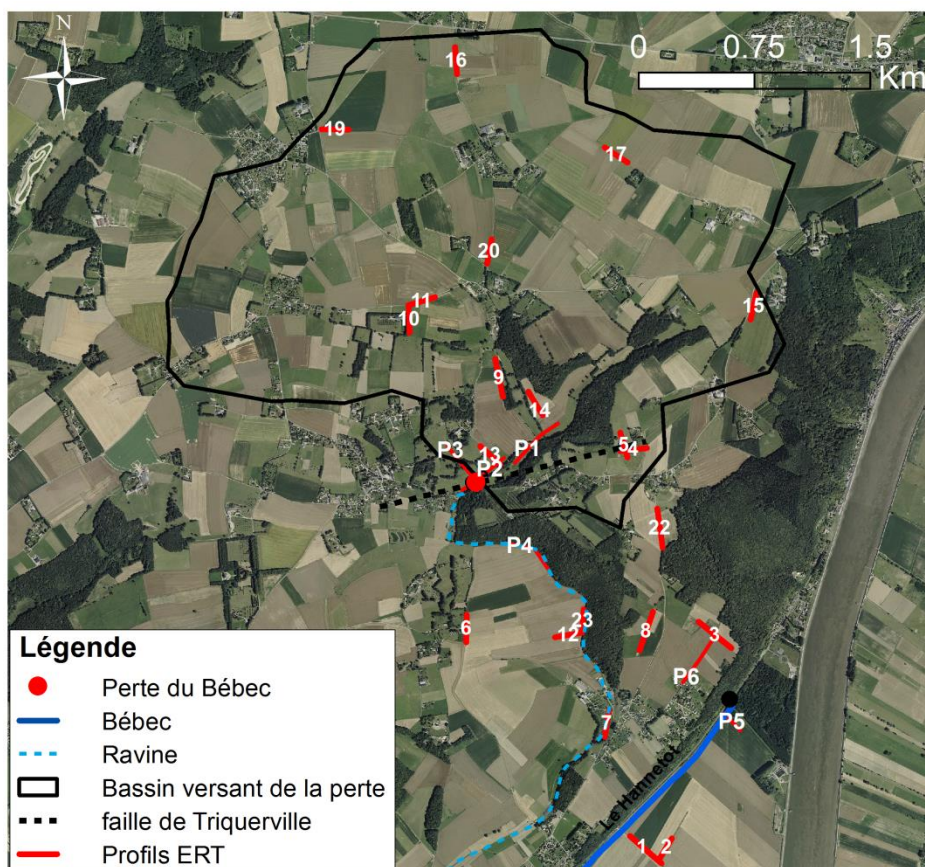 N
0 0.75 1.5
Km
16
19
17
20
11
10
15
9
14
13
P1
5
4
P3
P2
22
P4
6
12
23
8
3
P6
7
P5
Le Hannetot
1
2
Légende
Perte du Bébec
Bébec
Ravine
Bassin versant de la perte
faille de Triquerville
Profils ERT